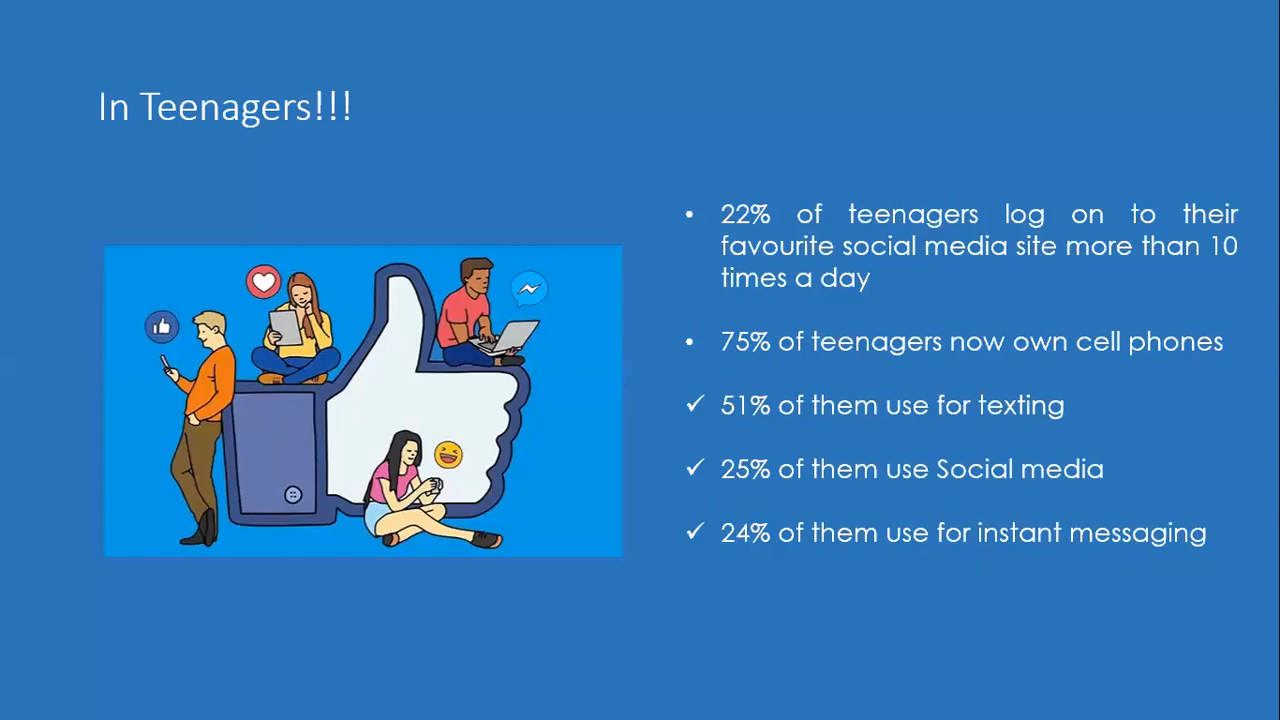 In Teenagers!!!
• 22% of teenagers log on to their
favourite social media site more than 10
times a day
• 75% of teenagers now own cell phones
✓ 51% of them use for texting
✓ 25% of them use Social media
✓ 24% of them use for instant messaging